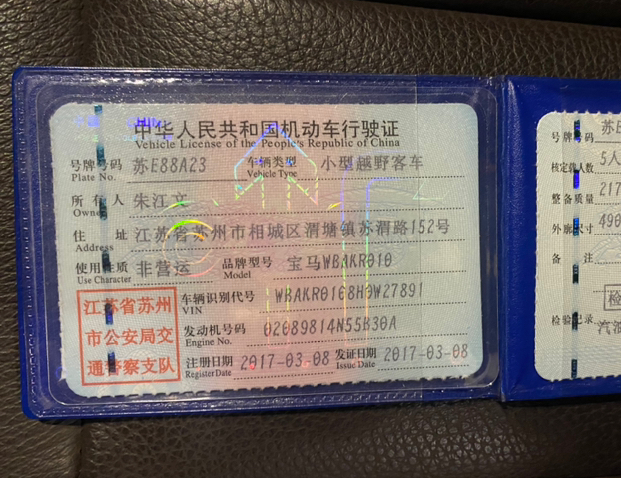 中华人民共和国机动车行驶证
Vehicle License of the People's Republic of China
号牌号码 苏E88A23 车辆类型 小型越野客车
Plate No. Vehicle Type
所有人 朱江文
Owner
住址 江苏省苏州市相城区渭塘镇苏渭路152号
Address
使用性质 非营运 品牌型号 宝马WBAKR010
Use Character Model
江苏省苏州
市公安局交
通警察支队
车辆识别代号 WBAKR0108H0W27891
VIN
发动机号码 02089814N55B30A
Engine No.
注册日期 2017-03-08 发证日期 2017-03-08
Register Date Issue Date
号牌号码 苏E
核定载人数 5人
整备质量 217
外廓尺寸 490
备注
检
检验记录
汽油